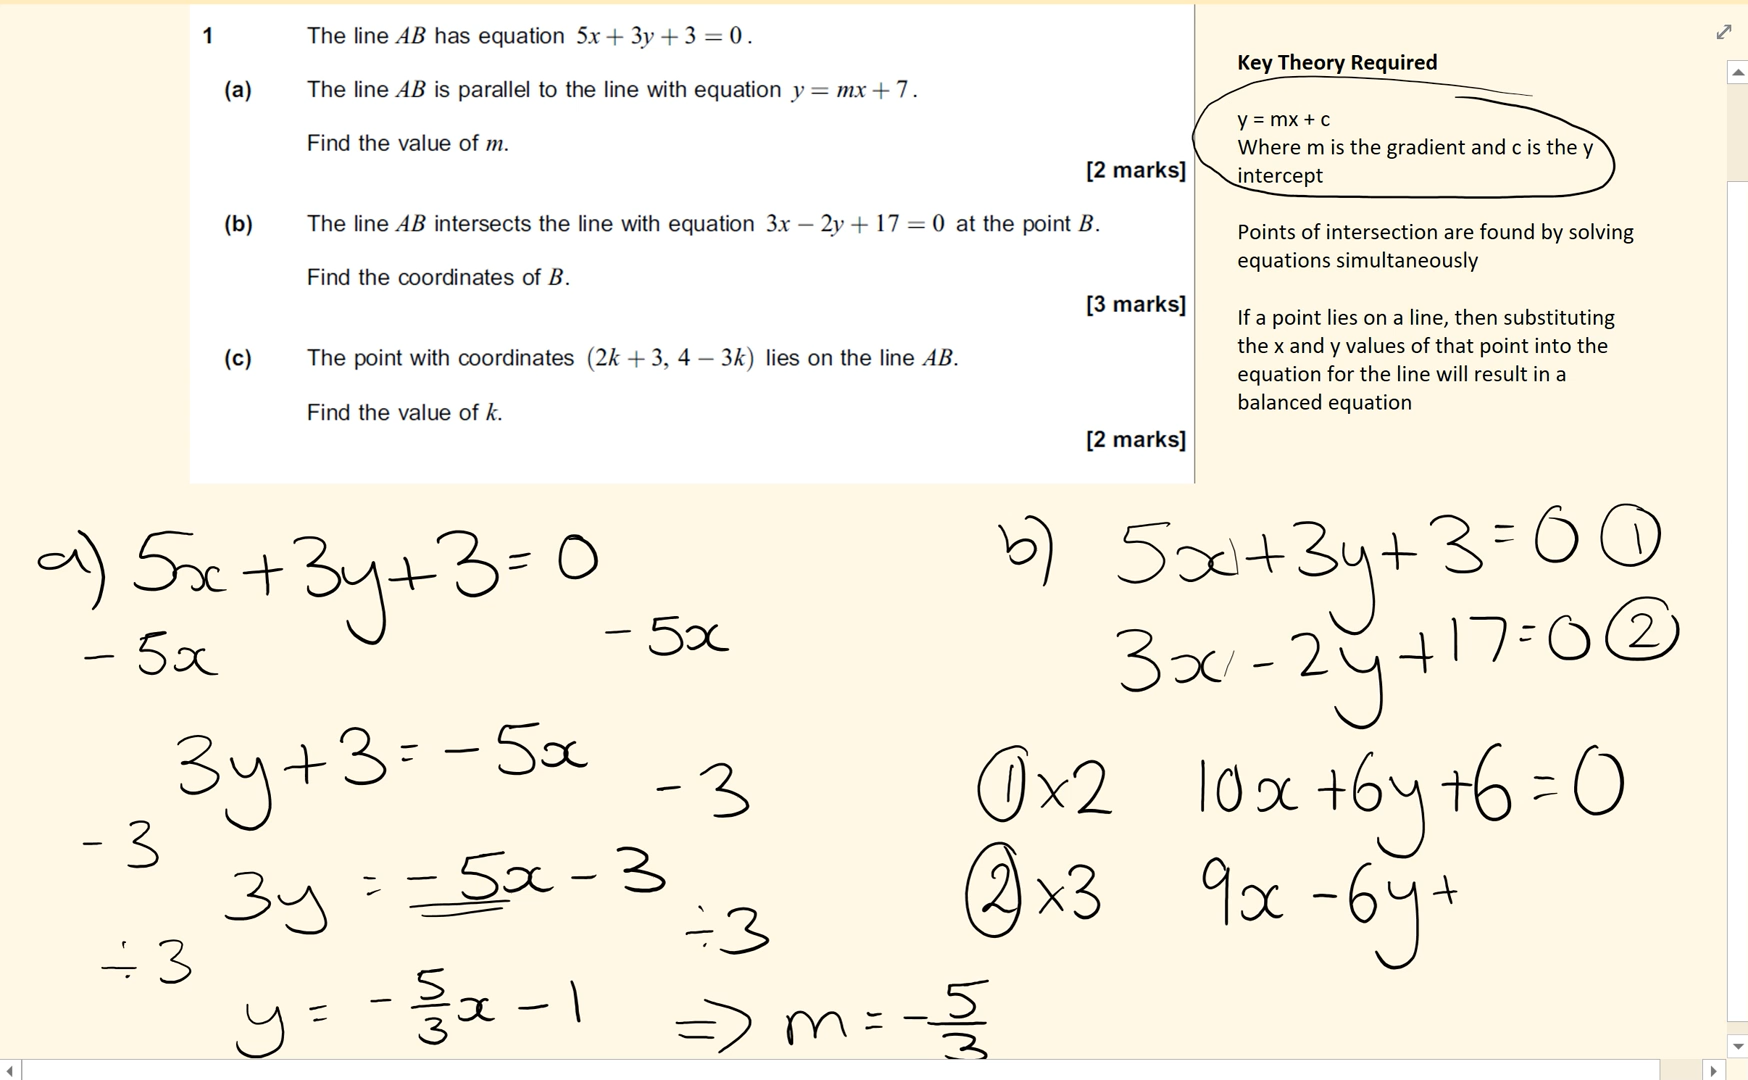 1 The line AB has equation 5x + 3y + 3 = 0 .
(a) The line AB is parallel to the line with equation y = mx + 7 .
Find the value of m.
[2 marks]
(b) The line AB intersects the line with equation 3x − 2y + 17 = 0 at the point B.
Find the coordinates of B.
[3 marks]
(c) The point with coordinates (2k + 3, 4 − 3k) lies on the line AB.
Find the value of k.
[2 marks]
Key Theory Required
y = mx + c
Where m is the gradient and c is the y
intercept
Points of intersection are found by solving
equations simultaneously
If a point lies on a line, then substituting
the x and y values of that point into the
equation for the line will result in a
balanced equation
a) 5x + 3y + 3 = 0
− 5x − 5x
3y + 3 = − 5x
− 3 − 3
3y = − 5x − 3
÷ 3 ÷ 3
y = − 5/3 x − 1 ⇒ m = − 5/3
b) 5x + 3y + 3 = 0 ①
3x − 2y + 17 = 0 ②
① × 2 10x + 6y + 6 = 0
② × 3 9x − 6y +